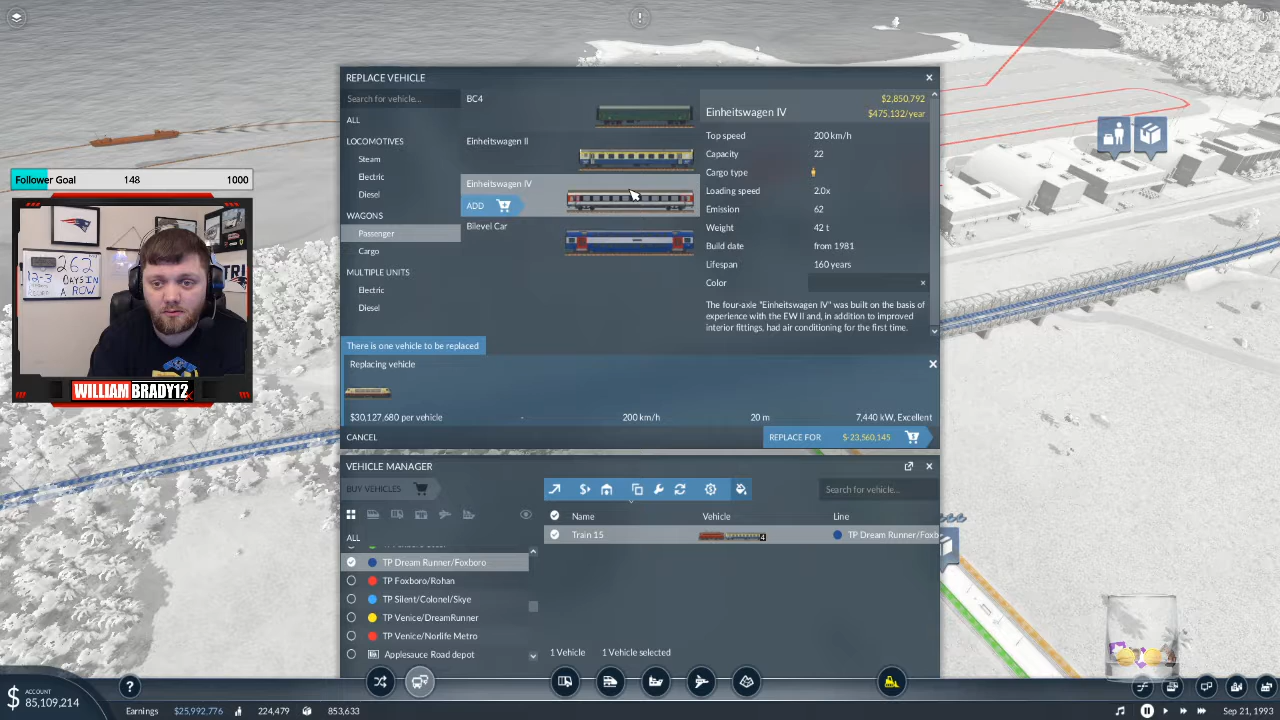 REPLACE VEHICLE
Search for vehicle...
ALL
LOCOMOTIVES
Steam
Electric
Diesel
WAGONS
Passenger
Cargo
MULTIPLE UNITS
Electric
Diesel
BC4
Einheitswagen II
Einheitswagen IV
ADD
Bilevel Car
Einheitswagen IV
$2,850,792
$475,132/year
Top speed 200 km/h
Capacity 22
Cargo type
Loading speed 2.0x
Emission 62
Weight 42 t
Build date from 1981
Lifespan 160 years
Color
The four-axle "Einheitswagen IV" was built on the basis of
experience with the EW II and, in addition to improved
interior fittings, had air conditioning for the first time.
There is one vehicle to be replaced
Replacing vehicle
$30,127,680 per vehicle - 200 km/h 20 m 7,440 kW, Excellent
CANCEL
REPLACE FOR $-23,560,145
VEHICLE MANAGER
BUY VEHICLES
Search for vehicle...
ALL
Name Vehicle Line
Train 15 4 TP Dream Runner/Foxb
TP Dream Runner/Foxboro
TP Foxboro/Rohan
TP Silent/Colonel/Skye
TP Venice/DreamRunner
TP Venice/Norlife Metro
Applesauce Road depot
1 Vehicle 1 Vehicle selected
Follower Goal 148 1000
262
WILLIAM BRADY12
$ ACCOUNT
85,109,214
?
Earnings $25,992,776 224,479 853,633
Sep 21, 1993